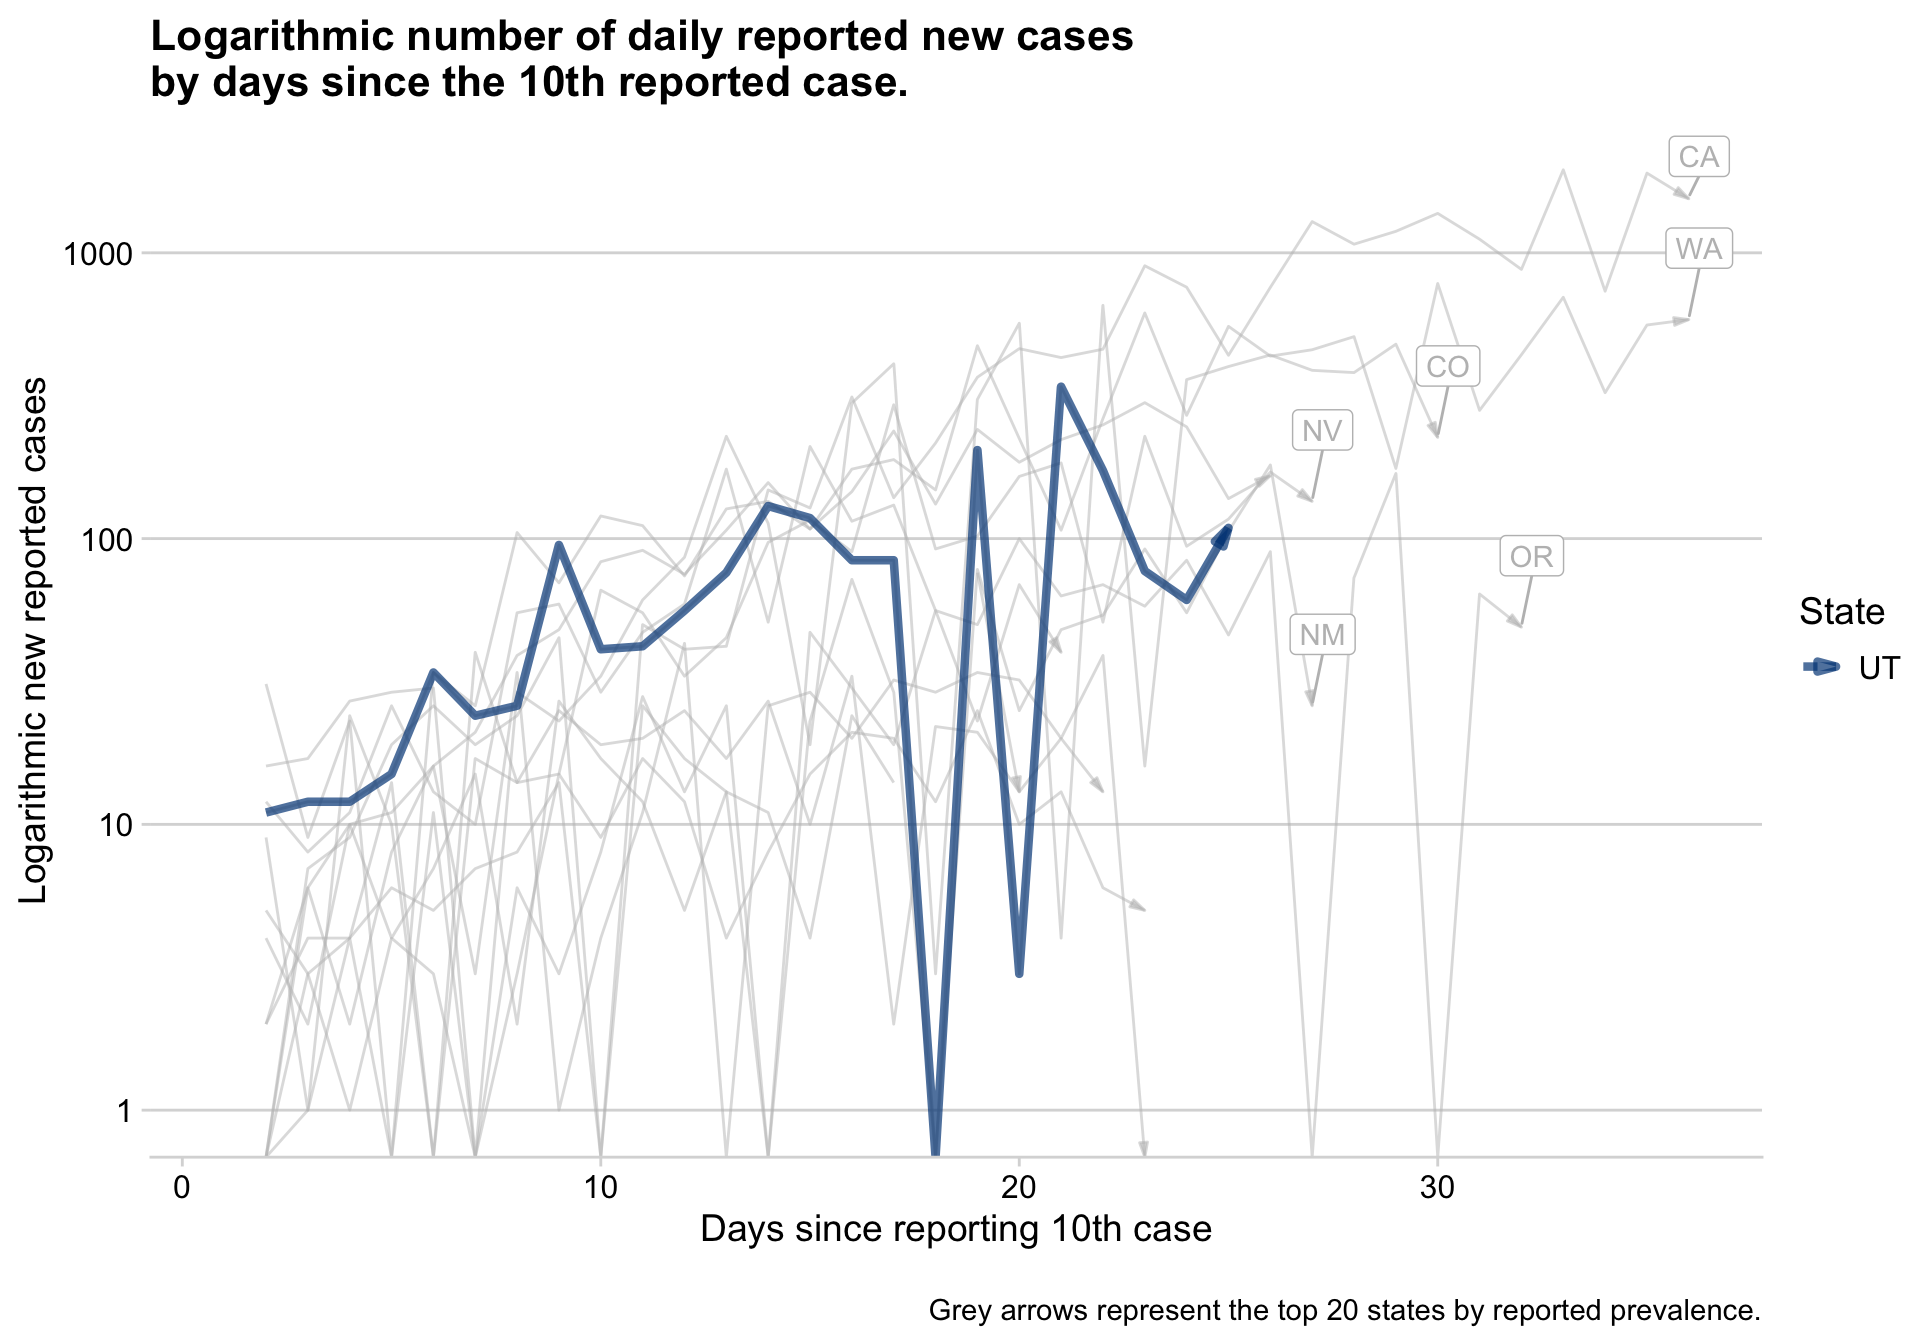 Logarithmic number of daily reported new cases
by days since the 10th reported case.
CA
WA
CO
NV
OR
NM
1000
100
10
1
Logarithmic new reported cases
0
10
20
30
Days since reporting 10th case
State
UT
Grey arrows represent the top 20 states by reported prevalence.